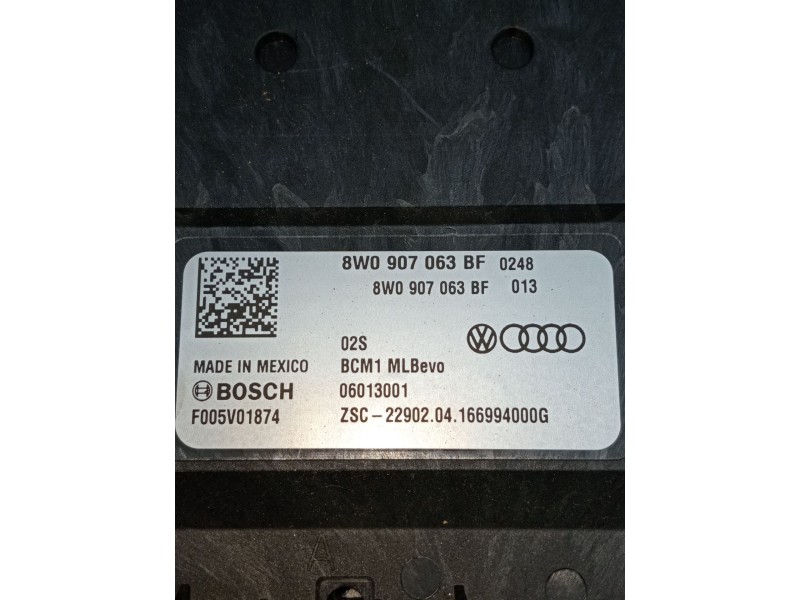 8W0 907 063 BF 0248
8W0 907 063 BF 013
02S
MADE IN MEXICO BCM1 MLBevo
BOSCH 06013001
F005V01874 ZSC-22902.04.166994000G
A